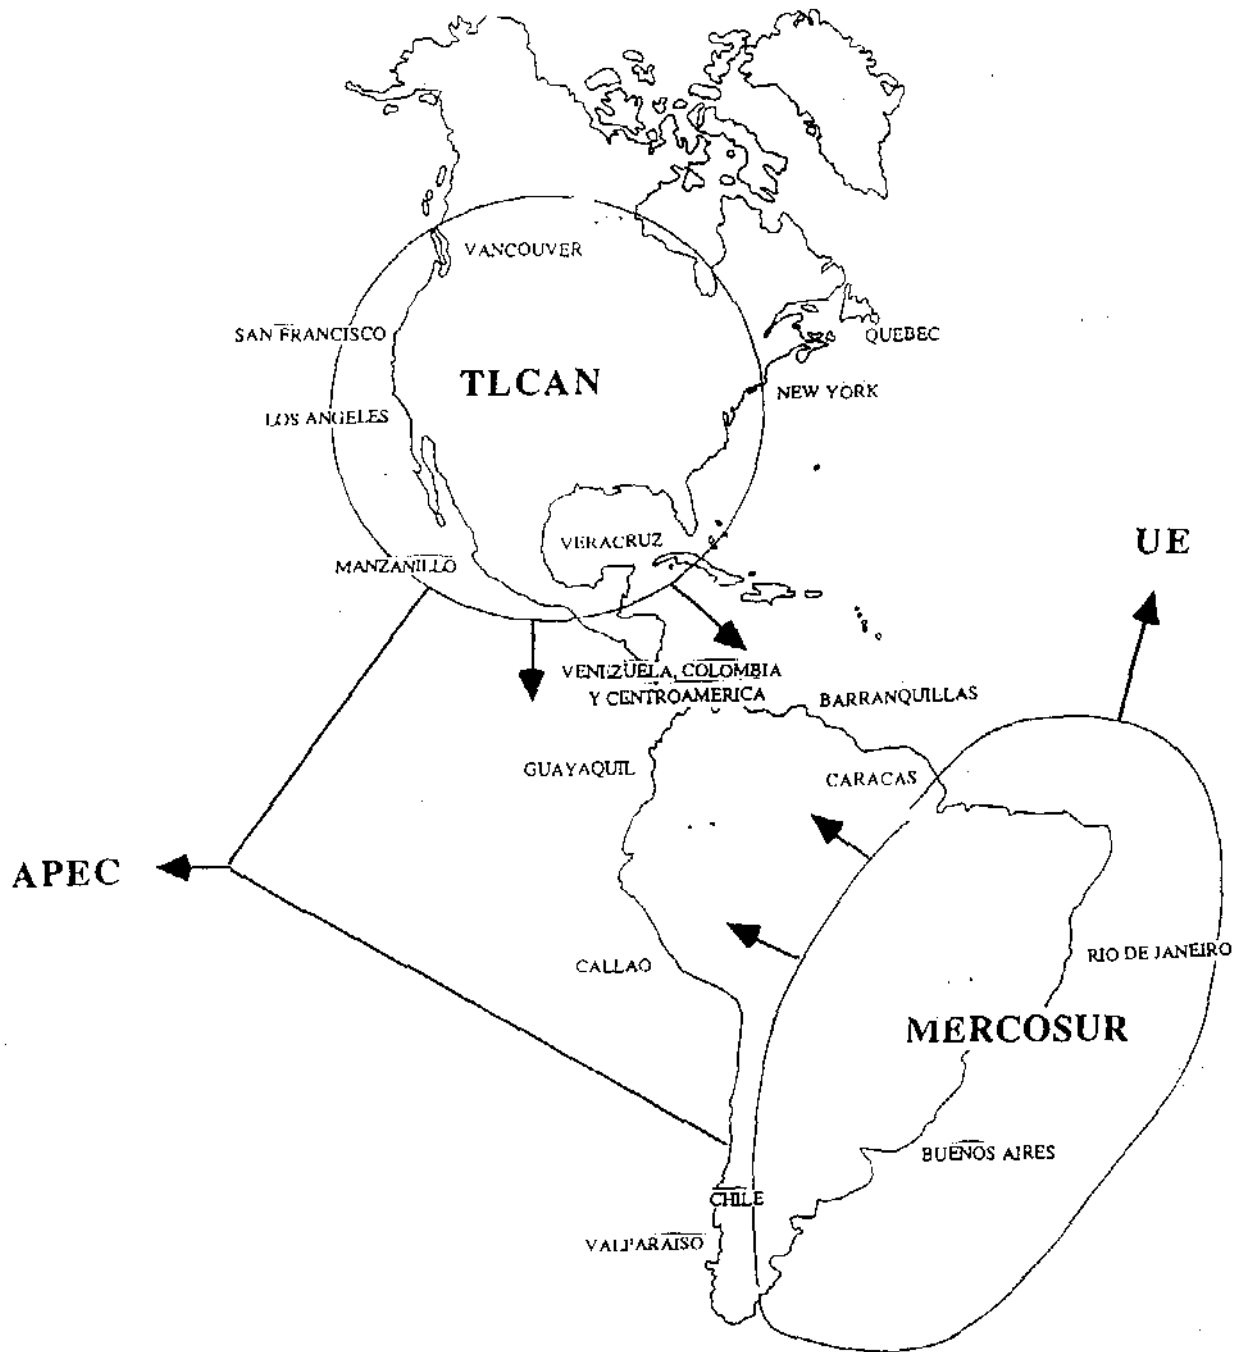 VANCOUVER
SAN FRANCISCO
QUEBEC
TLCAN
NEW YORK
LOS ANGELES
VERACRUZ
UE
MANZANILLO
VENEZUELA, COLOMBIA
Y CENTROAMERICA
BARRANQUILLAS
GUAYAQUIL
CARACAS
APEC
RIO DE JANEIRO
CALLAO
MERCOSUR
BUENOS AIRES
CHILE
VALPARAISO